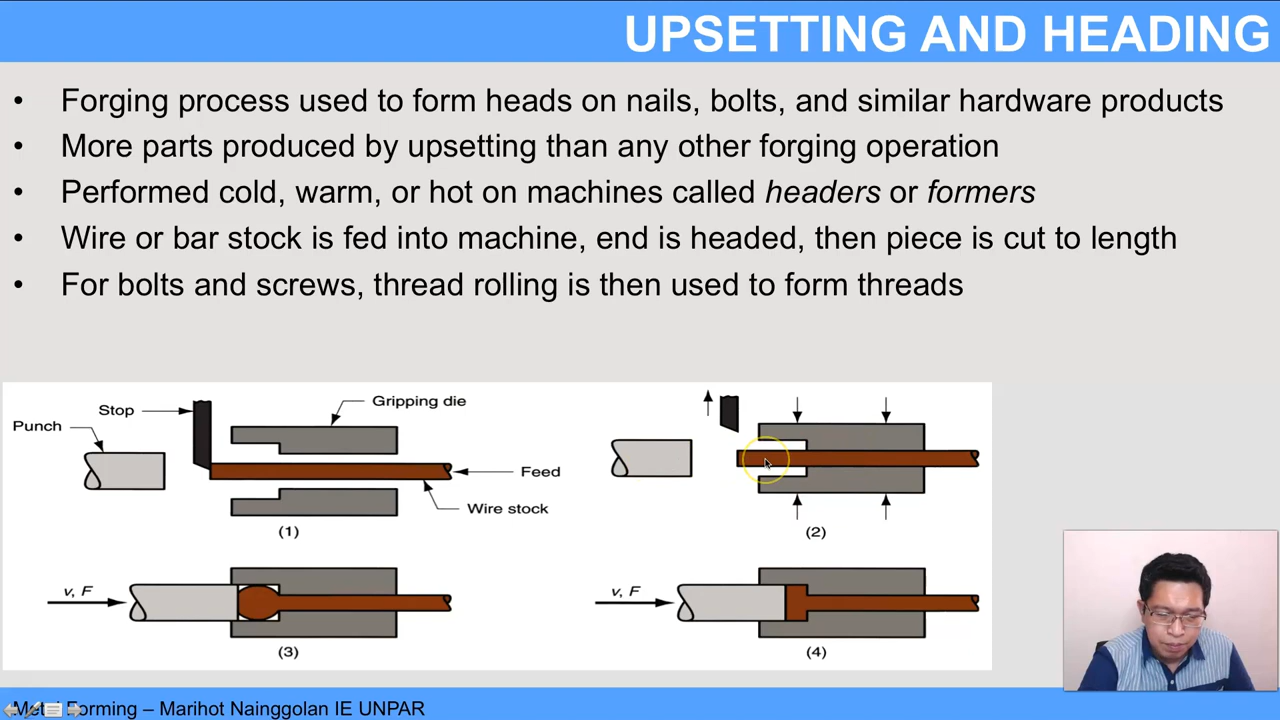 UPSETTING AND HEADING
• Forging process used to form heads on nails, bolts, and similar hardware products
• More parts produced by upsetting than any other forging operation
• Performed cold, warm, or hot on machines called headers or formers
• Wire or bar stock is fed into machine, end is headed, then piece is cut to length
• For bolts and screws, thread rolling is then used to form threads
Stop
Gripping die
Punch
Feed
Wire stock
(1)
(2)
v, F
(3)
v, F
(4)
Metal Forming – Marihot Nainggolan IE UNPAR